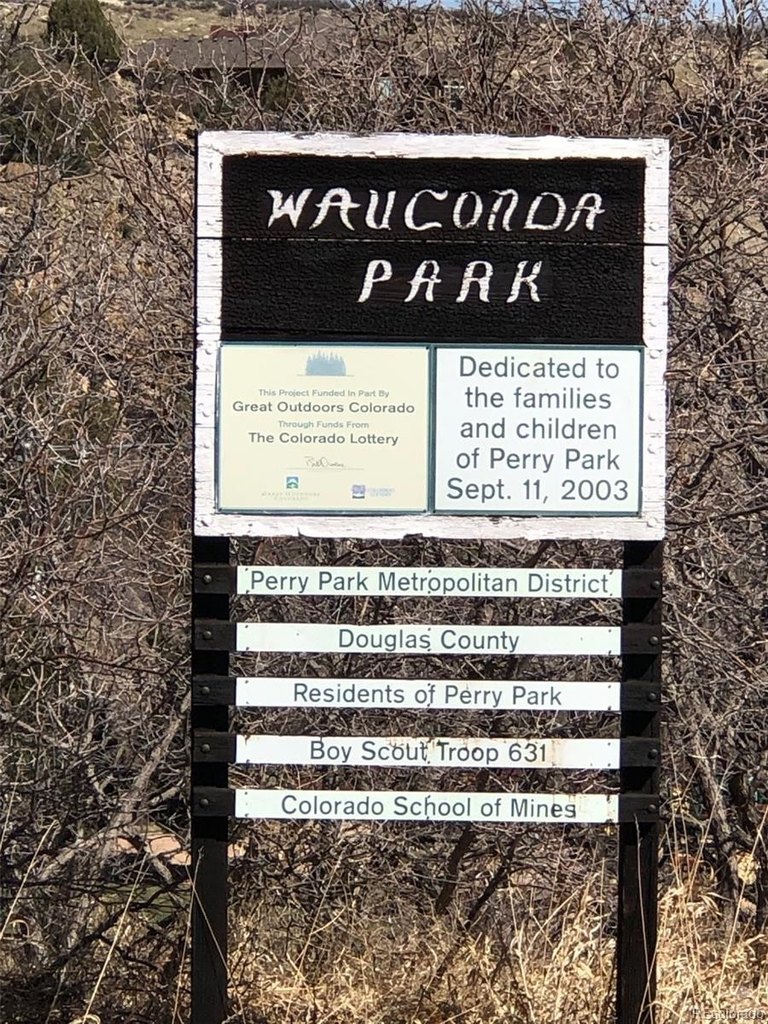 WAUCONDA
PARK
This Project Funded In Part By
Great Outdoors Colorado
Through Funds From
The Colorado Lottery
Dedicated to
the families
and children
of Perry Park
Sept. 11, 2003
Perry Park Metropolitan District
Douglas County
Residents of Perry Park
Boy Scout Troop 631
Colorado School of Mines
REcolorado